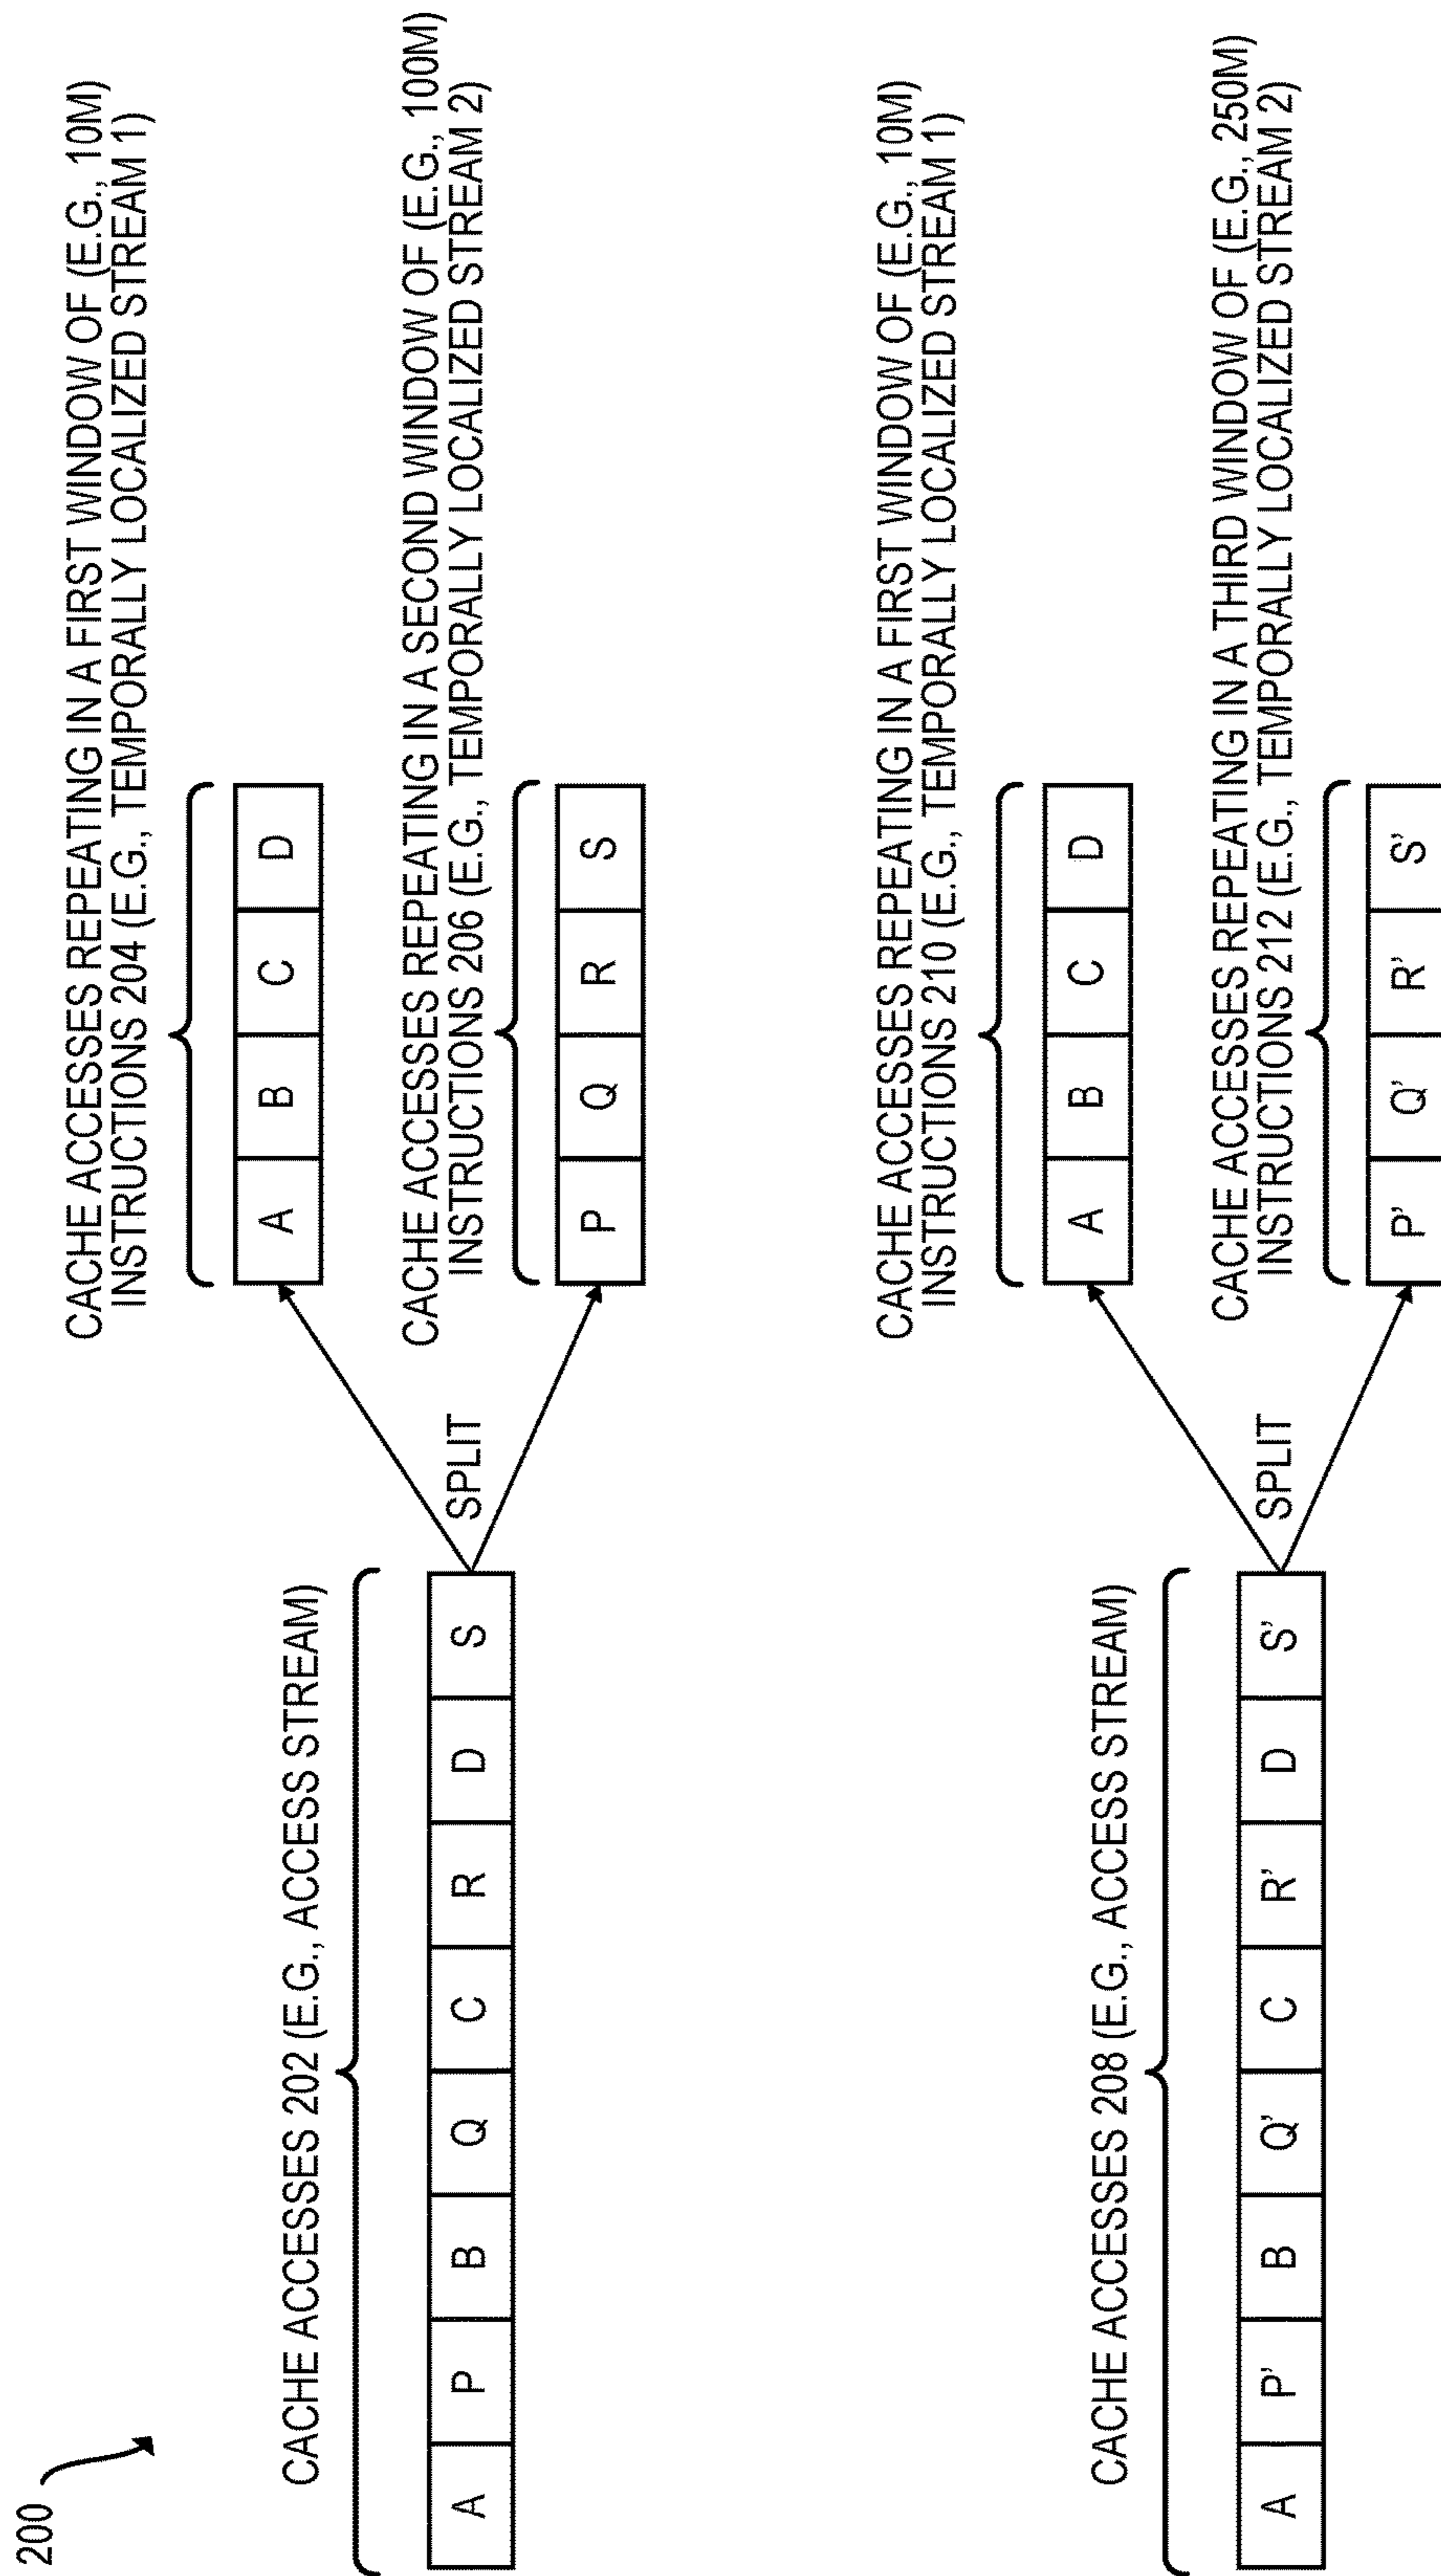 200
CACHE ACCESSES 202 (E.G., ACCESS STREAM)
A P B Q C R D S
SPLIT
CACHE ACCESSES REPEATING IN A FIRST WINDOW OF (E.G., 10M)
INSTRUCTIONS 204 (E.G., TEMPORALLY LOCALIZED STREAM 1)
A B C D
CACHE ACCESSES REPEATING IN A SECOND WINDOW OF (E.G., 100M)
INSTRUCTIONS 206 (E.G., TEMPORALLY LOCALIZED STREAM 2)
P Q R S
CACHE ACCESSES 208 (E.G., ACCESS STREAM)
A P' B Q' C R' D S'
SPLIT
CACHE ACCESSES REPEATING IN A FIRST WINDOW OF (E.G., 10M)
INSTRUCTIONS 210 (E.G., TEMPORALLY LOCALIZED STREAM 1)
A B C D
CACHE ACCESSES REPEATING IN A THIRD WINDOW OF (E.G., 250M)
INSTRUCTIONS 212 (E.G., TEMPORALLY LOCALIZED STREAM 2)
P' Q' R' S'